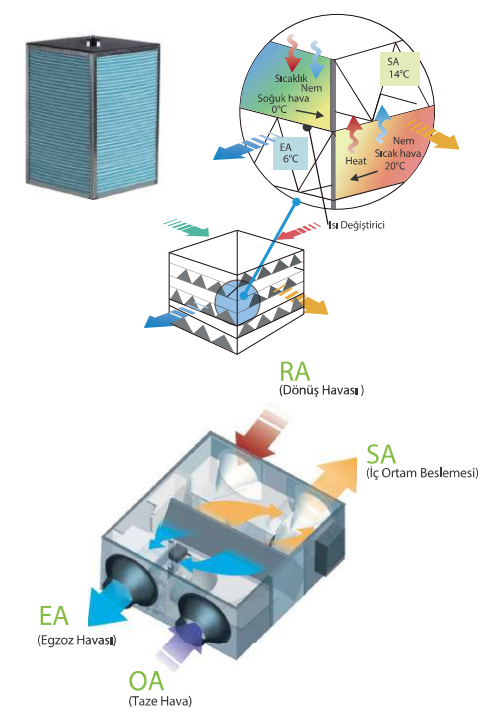 SA
14°C
Sıcaklık
Nem
Soğuk hava
0°C
EA
6°C
Nem
Sıcak hava
20°C
Heat
Isı Değiştirici
RA
(Dönüş Havası)
SA
(İç Ortam Beslemesi)
EA
(Egzoz Havası)
OA
(Taze Hava)